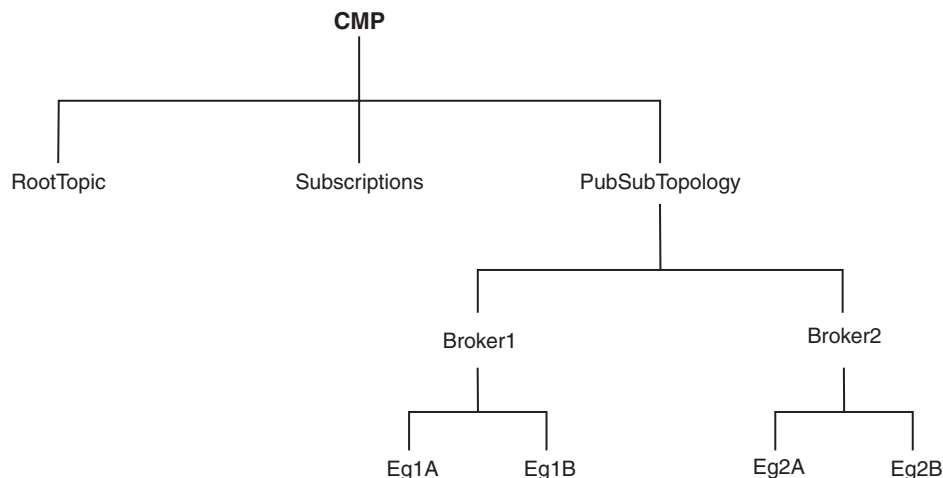 CMP
RootTopic
Subscriptions
PubSubTopology
Broker1
Broker2
Eg1A
Eg1B
Eg2A
Eg2B